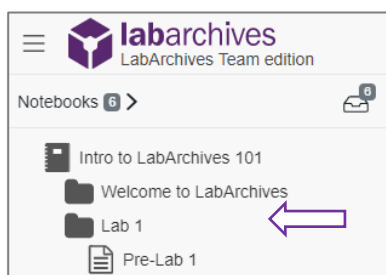 labarchives
LabArchives Team edition
Notebooks 6
6
Intro to LabArchives 101
Welcome to LabArchives
Lab 1
Pre-Lab 1